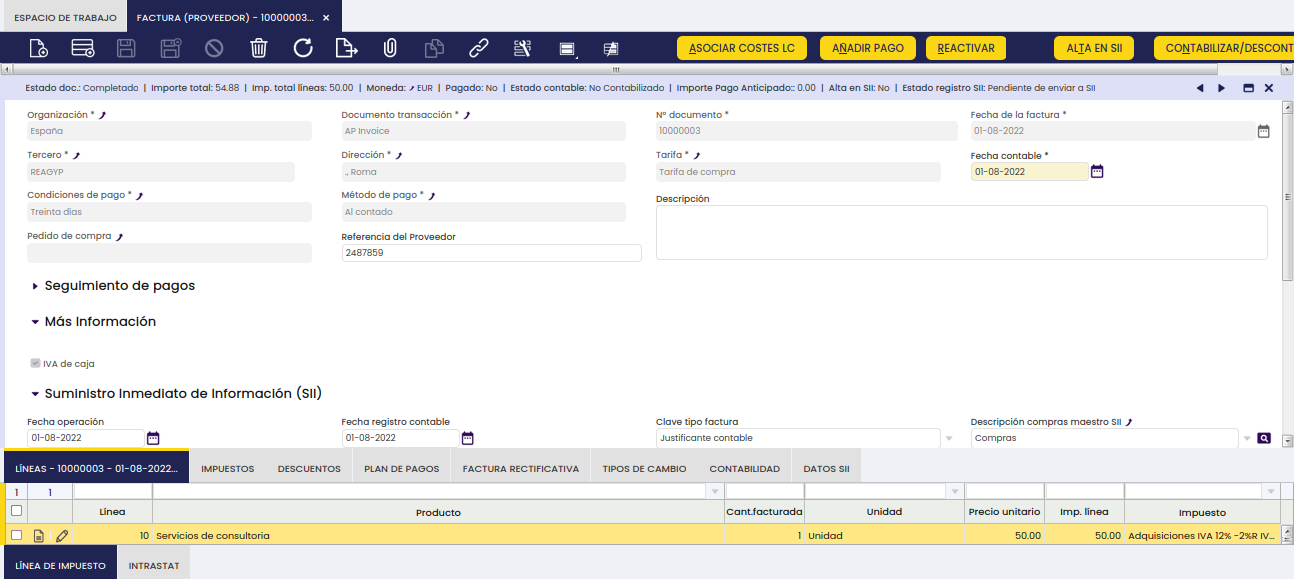 ESPACIO DE TRABAJO FACTURA (PROVEEDOR) - 10000003... ×
ASOCIAR COSTES LC AÑADIR PAGO REACTIVAR ALTA EN SII CONTABILIZAR/DESCONT
Estado doc.: Completado | Importe total: 54.88 | Imp. total líneas: 50.00 | Moneda: EUR | Pagado: No | Estado contable: No Contabilizado | Importe Pago Anticipado:: 0.00 | Alta en SII: No | Estado registro SII: Pendiente de enviar a SII
Organización * Documento transacción * Nº documento * Fecha de la factura *
España AP Invoice 10000003 01-08-2022
Tercero * Dirección * Tarifa * Fecha contable *
REAGYP ., Roma Tarifa de compra 01-08-2022
Condiciones de pago * Método de pago * Descripción
Treinta dias Al contado
Pedido de compra Referencia del Proveedor
2487859
Seguimiento de pagos
Más Información
IVA de caja
Suministro Inmediato de Información (SII)
Fecha operación Fecha registro contable Clave tipo factura Descripción compras maestro SII
01-08-2022 01-08-2022 Justificante contable Compras
LÍNEAS - 10000003 - 01-08-2022... IMPUESTOS DESCUENTOS PLAN DE PAGOS FACTURA RECTIFICATIVA TIPOS DE CAMBIO CONTABILIDAD DATOS SII
1 1
Línea Producto Cant.facturada Unidad Precio unitario Imp. línea Impuesto
10 Servicios de consultoria 1 Unidad 50.00 50.00 Adquisiciones IVA 12% -2%R IV...
LÍNEA DE IMPUESTO INTRASTAT